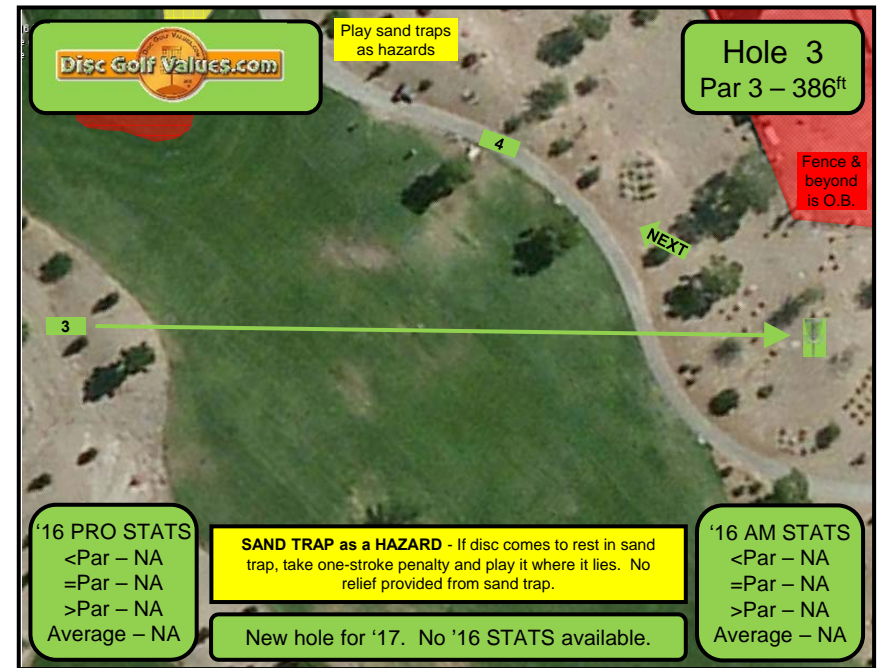 DISC GOLF VALUES.COM
Disc Golf Values.com
Play sand traps
as hazards
Hole 3
Par 3 – 386ft
4
Fence &
beyond
is O.B.
NEXT
3
'16 PRO STATS
<Par – NA
=Par – NA
>Par – NA
Average – NA
SAND TRAP as a HAZARD - If disc comes to rest in sand
trap, take one-stroke penalty and play it where it lies. No
relief provided from sand trap.
New hole for '17. No '16 STATS available.
'16 AM STATS
<Par – NA
=Par – NA
>Par – NA
Average – NA